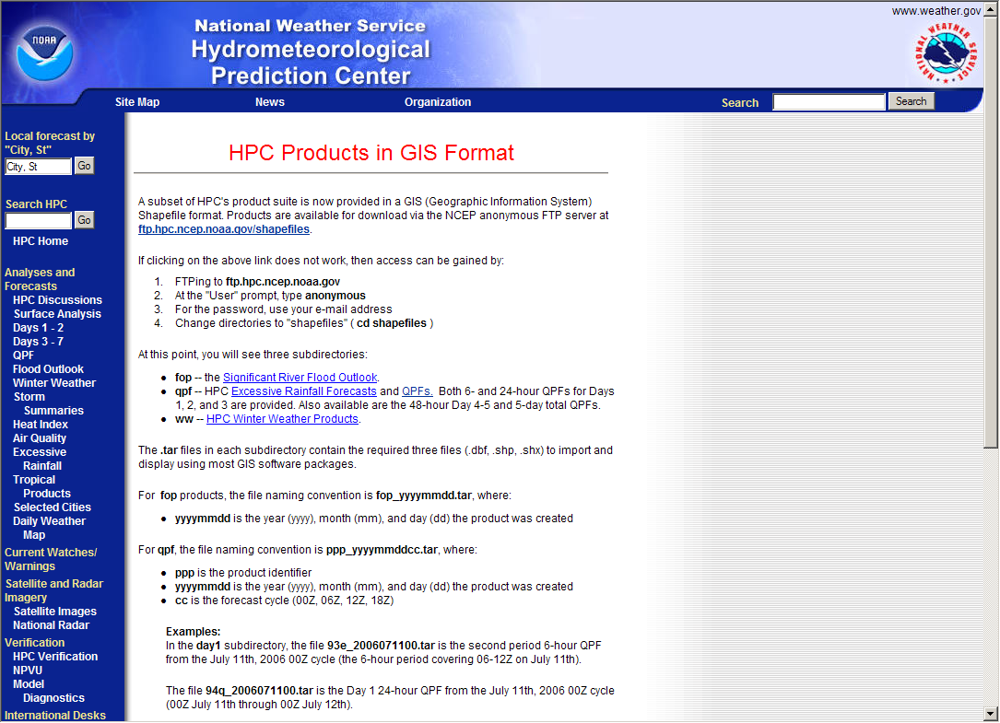 www.weather.gov
NOAA
National Weather Service
Hydrometeorological
Prediction Center
NATIONAL WEATHER SERVICE
Site Map
News
Organization
Search
Search
Local forecast by
"City, St"
City, St
Go
Search HPC
Go
HPC Home
Analyses and
Forecasts
HPC Discussions
Surface Analysis
Days 1 - 2
Days 3 - 7
QPF
Flood Outlook
Winter Weather
Storm
Summaries
Heat Index
Air Quality
Excessive
Rainfall
Tropical
Products
Selected Cities
Daily Weather
Map
Current Watches/
Warnings
Satellite and Radar
Imagery
Satellite Images
National Radar
Verification
HPC Verification
NPVU
Model
Diagnostics
International Desks
HPC Products in GIS Format
A subset of HPC's product suite is now provided in a GIS (Geographic Information System)
Shapefile format. Products are available for download via the NCEP anonymous FTP server at
ftp.hpc.ncep.noaa.gov/shapefiles.
If clicking on the above link does not work, then access can be gained by:
1. FTPing to ftp.hpc.ncep.noaa.gov
2. At the "User" prompt, type anonymous
3. For the password, use your e-mail address
4. Change directories to "shapefiles" ( cd shapefiles )
At this point, you will see three subdirectories:
• fop -- the Significant River Flood Outlook.
• qpf -- HPC Excessive Rainfall Forecasts and QPFs. Both 6- and 24-hour QPFs for Days
1, 2, and 3 are provided. Also available are the 48-hour Day 4-5 and 5-day total QPFs.
• ww -- HPC Winter Weather Products.
The .tar files in each subdirectory contain the required three files (.dbf, .shp, .shx) to import and
display using most GIS software packages.
For fop products, the file naming convention is fop_yyyymmdd.tar, where:
• yyyymmdd is the year (yyyy), month (mm), and day (dd) the product was created
For qpf, the file naming convention is ppp_yyyymmddcc.tar, where:
• ppp is the product identifier
• yyyymmdd is the year (yyyy), month (mm), and day (dd) the product was created
• cc is the forecast cycle (00Z, 06Z, 12Z, 18Z)
Examples:
In the day1 subdirectory, the file 93e_2006071100.tar is the second period 6-hour QPF
from the July 11th, 2006 00Z cycle (the 6-hour period covering 06-12Z on July 11th).
The file 94q_2006071100.tar is the Day 1 24-hour QPF from the July 11th, 2006 00Z cycle
(00Z July 11th through 00Z July 12th).